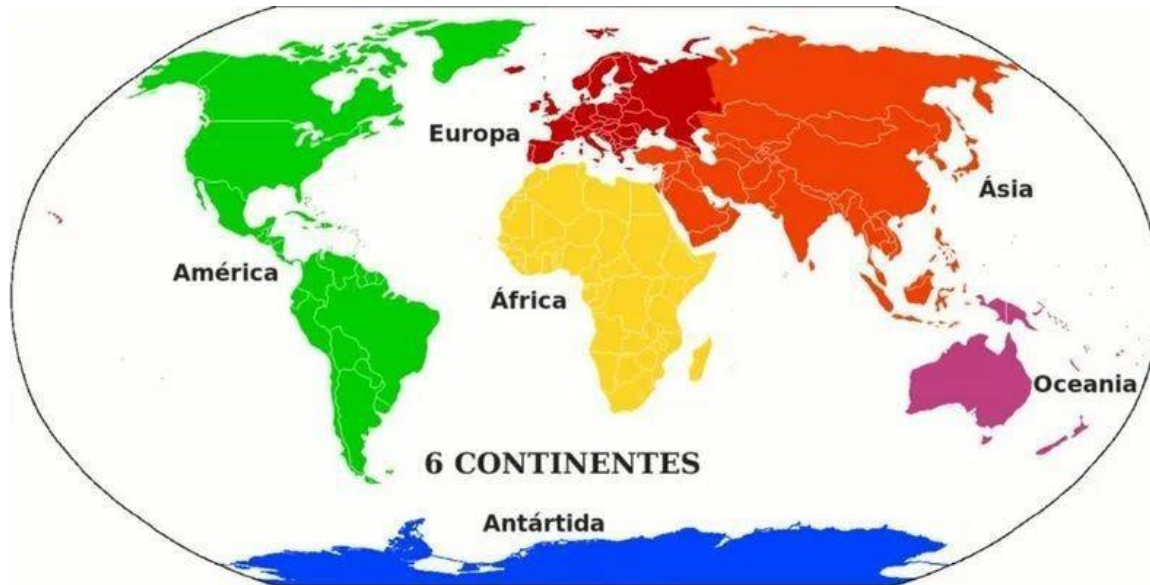 Europa
Ásia
América
África
Oceania
6 CONTINENTES
Antártida